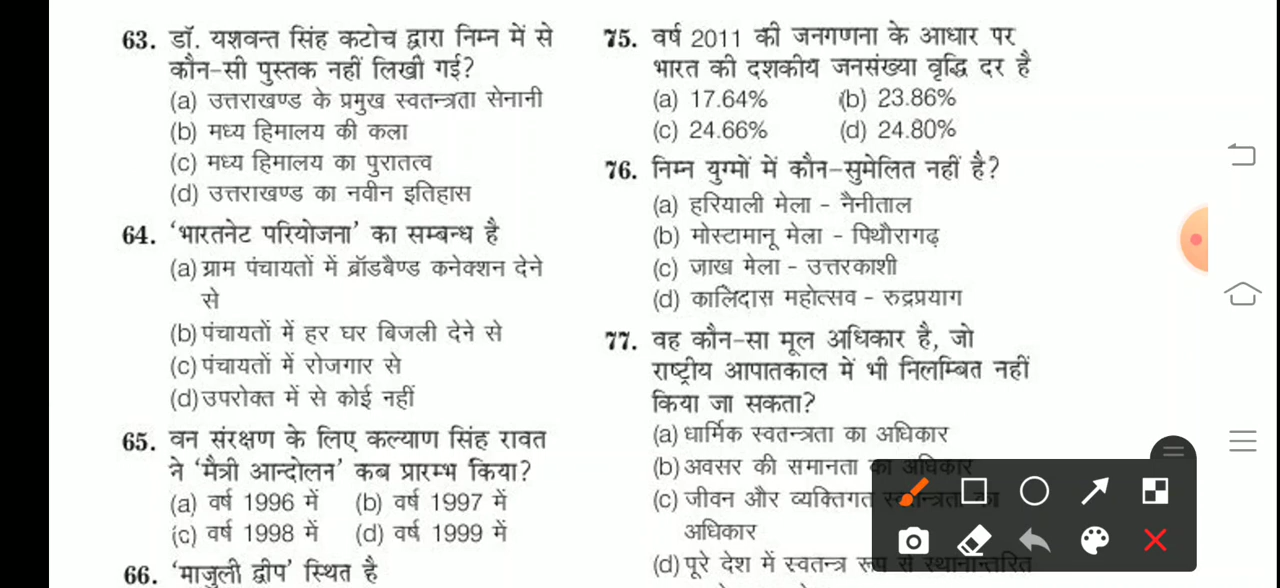 63. डॉ. यशवन्त सिंह कटोच द्वारा निम्न में से
कौन-सी पुस्तक नहीं लिखी गई?
(a) उत्तराखण्ड के प्रमुख स्वतन्त्रता सेनानी
(b) मध्य हिमालय की कला
(c) मध्य हिमालय का पुरातत्व
(d) उत्तराखण्ड का नवीन इतिहास
64. 'भारतनेट परियोजना' का सम्बन्ध है
(a) ग्राम पंचायतों में ब्रॉडबैण्ड कनेक्शन देने
से
(b) पंचायतों में हर घर बिजली देने से
(c) पंचायतों में रोजगार से
(d) उपरोक्त में से कोई नहीं
65. वन संरक्षण के लिए कल्याण सिंह रावत
ने 'मैत्री आन्दोलन' कब प्रारम्भ किया?
(a) वर्ष 1996 में (b) वर्ष 1997 में
(c) वर्ष 1998 में (d) वर्ष 1999 में
66. 'माजुली द्वीप' स्थित है
75. वर्ष 2011 की जनगणना के आधार पर
भारत की दशकीय जनसंख्या वृद्धि दर है
(a) 17.64% (b) 23.86%
(c) 24.66% (d) 24.80%
76. निम्न युग्मों में कौन-सुमेलित नहीं है?
(a) हरियाली मेला - नैनीताल
(b) मोस्टामानू मेला - पिथौरागढ़
(c) ज़ाख मेला - उत्तरकाशी
(d) कालिदास महोत्सव - रुद्रप्रयाग
77. वह कौन-सा मूल अधिकार है, जो
राष्ट्रीय आपातकाल में भी निलम्बित नहीं
किया जा सकता?
(a) धार्मिक स्वतन्त्रता का अधिकार
(b) अवसर की समानता का अधिकार
(c) जीवन और व्यक्तिगत स्वतन्त्रता का
अधिकार
(d) पूरे देश में स्वतन्त्र रूप से स्थानान्तरित